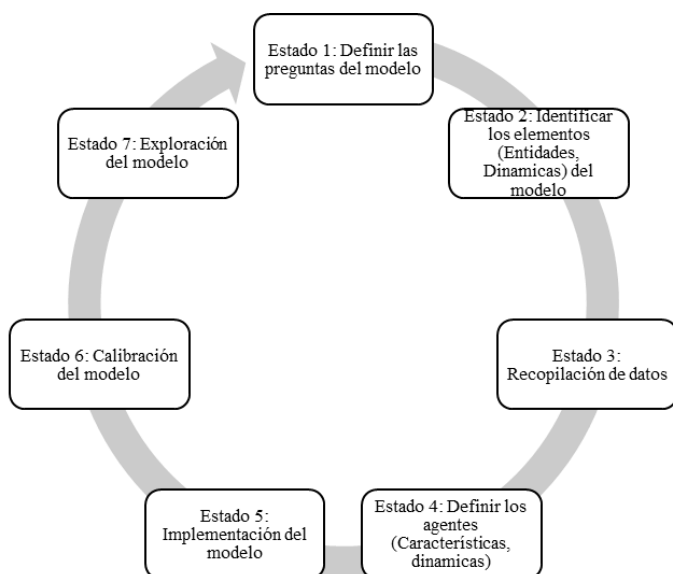 Estado 1: Definir las
preguntas del modelo
Estado 2: Identificar
los elementos
(Entidades,
Dinamicas) del
modelo
Estado 3:
Recopilación de datos
Estado 4: Definir los
agentes
(Características,
dinamicas)
Estado 5:
Implementación del
modelo
Estado 6: Calibración
del modelo
Estado 7: Exploración
del modelo